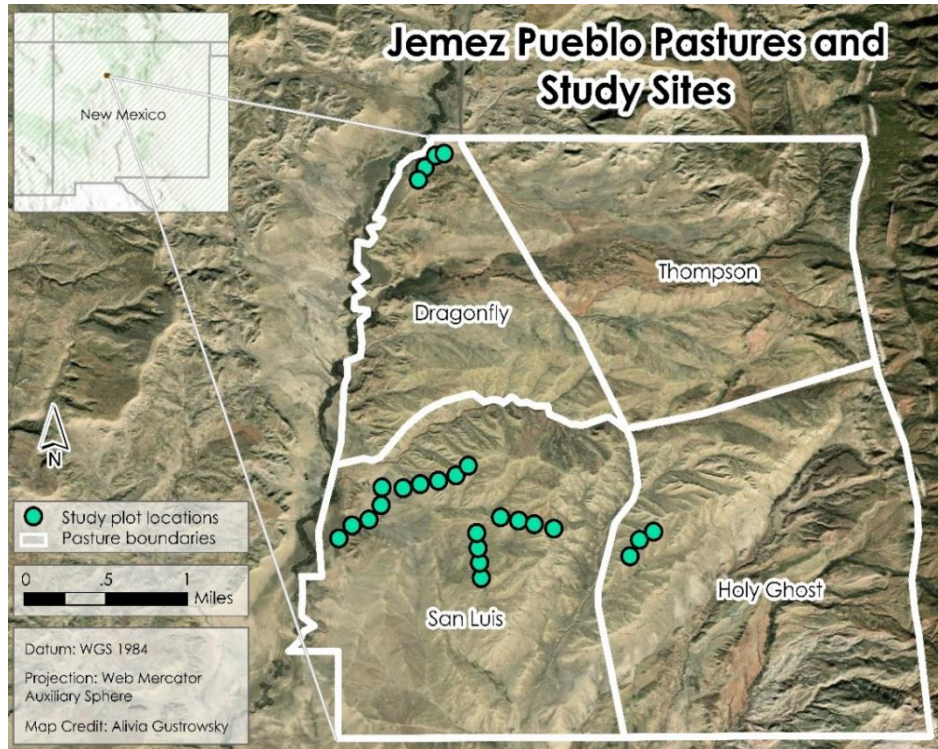 Jemez Pueblo Pastures and
Study Sites
New Mexico
Thompson
Dragonfly
San Luis
Holy Ghost
N
Study plot locations
Pasture boundaries
0 .5 1
Miles
Datum: WGS 1984
Projection: Web Mercator
Auxiliary Sphere
Map Credit: Alivia Gustrowsky